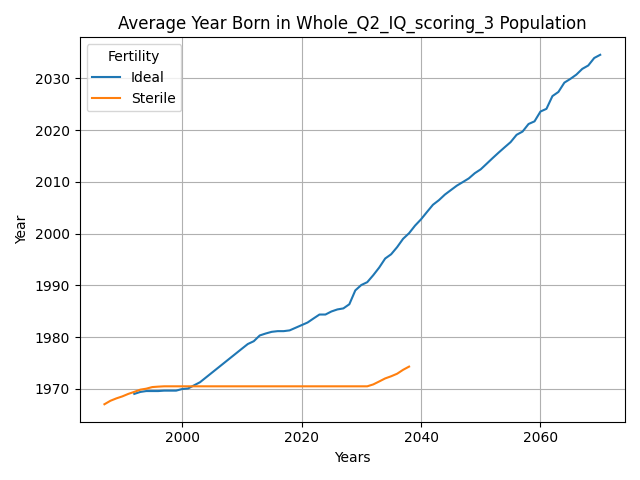 Average Year Born in Whole_Q2_IQ_scoring_3 Population
Fertility
Ideal
Sterile
Year
2030
2020
2010
2000
1990
1980
1970
2000
2020
2040
2060
Years